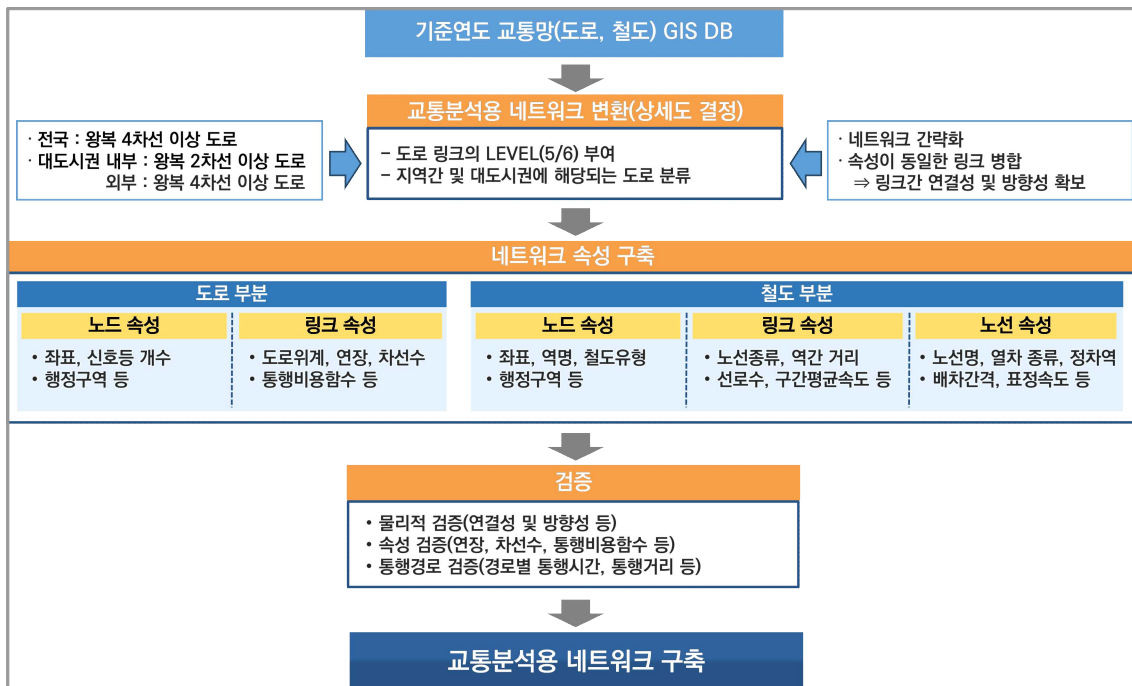 기준연도 교통망(도로, 철도) GIS DB
교통분석용 네트워크 변환(상세도 결정)
· 전국 : 왕복 4차선 이상 도로
· 대도시권 내부 : 왕복 2차선 이상 도로
외부 : 왕복 4차선 이상 도로
– 도로 링크의 LEVEL(5/6) 부여
– 지역간 및 대도시권에 해당되는 도로 분류
· 네트워크 간략화
· 속성이 동일한 링크 병합
⇒ 링크간 연결성 및 방향성 확보
네트워크 속성 구축
도로 부분
노드 속성
• 좌표, 신호등 개수
• 행정구역 등
링크 속성
• 도로위계, 연장, 차선수
• 통행비용함수 등
철도 부분
노드 속성
• 좌표, 역명, 철도유형
• 행정구역 등
링크 속성
• 노선종류, 역간 거리
• 선로수, 구간평균속도 등
노선 속성
• 노선명, 열차 종류, 정차역
• 배차간격, 표정속도 등
검증
• 물리적 검증(연결성 및 방향성 등)
• 속성 검증(연장, 차선수, 통행비용함수 등)
• 통행경로 검증(경로별 통행시간, 통행거리 등)
교통분석용 네트워크 구축